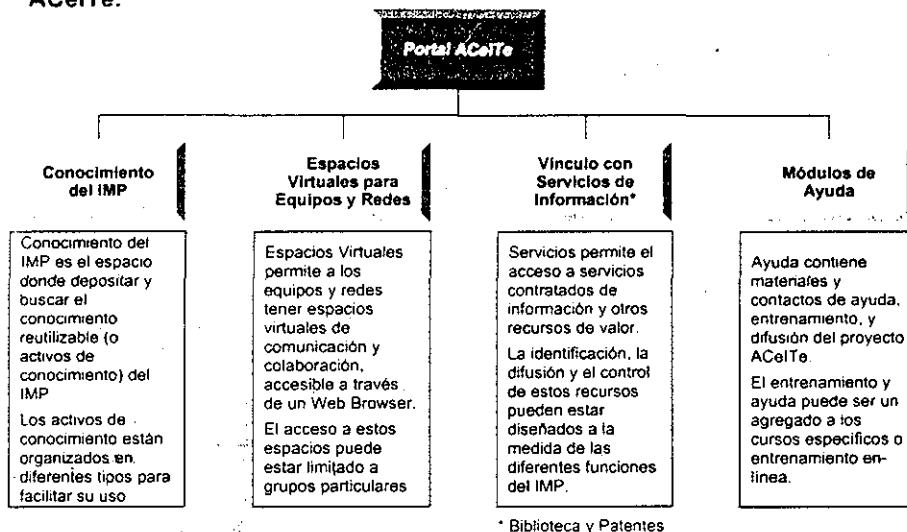 ACeITe.
Portal ACeITe
Conocimiento
del IMP
Conocimiento del
IMP es el espacio
donde depositar y
buscar el
conocimiento
reutilizable (o
activos de
conocimiento) del
IMP
Los activos de
conocimiento están
organizados en
diferentes tipos para
facilitar su uso
Espacios
Virtuales para
Equipos y Redes
Espacios Virtuales
permite a los
equipos y redes
tener espacios
virtuales de
comunicación y
colaboración,
accesible a través
de un Web Browser.
El acceso a estos
espacios puede
estar limitado a
grupos particulares
Vínculo con
Servicios de
Información*
Servicios permite el
acceso a servicios
contratados de
información y otros
recursos de valor.
La identificación, la
difusión y el control
de estos recursos
pueden estar
diseñados a la
medida de las
diferentes funciones
del IMP.
* Biblioteca y Patentes
Módulos de
Ayuda
Ayuda contiene
materiales y
contactos de ayuda,
entrenamiento, y
difusión del proyecto
ACeITe.
El entrenamiento y
ayuda puede ser un
agregado a los
cursos específicos o
entrenamiento en-
línea.